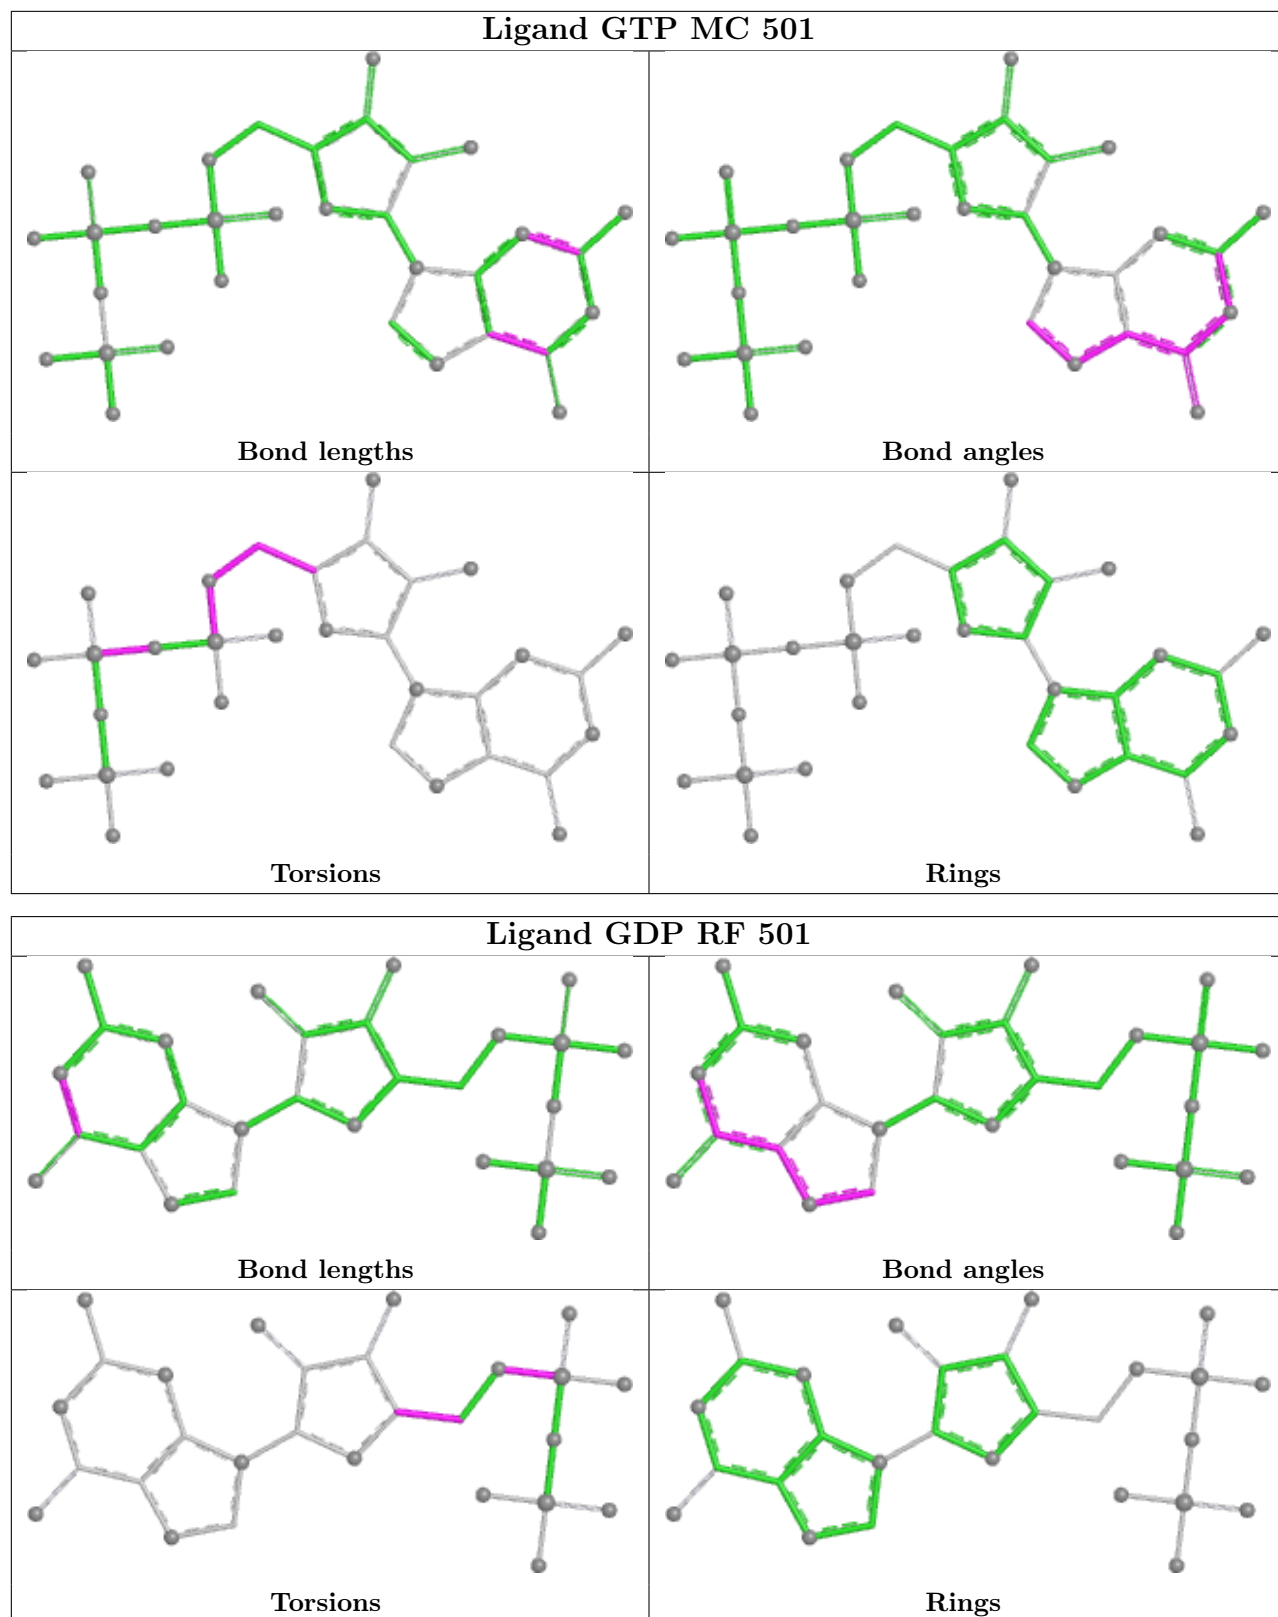 Ligand GTP MC 501
Bond lengths
Bond angles
Torsions
Rings
Ligand GDP RF 501
Bond lengths
Bond angles
Torsions
Rings